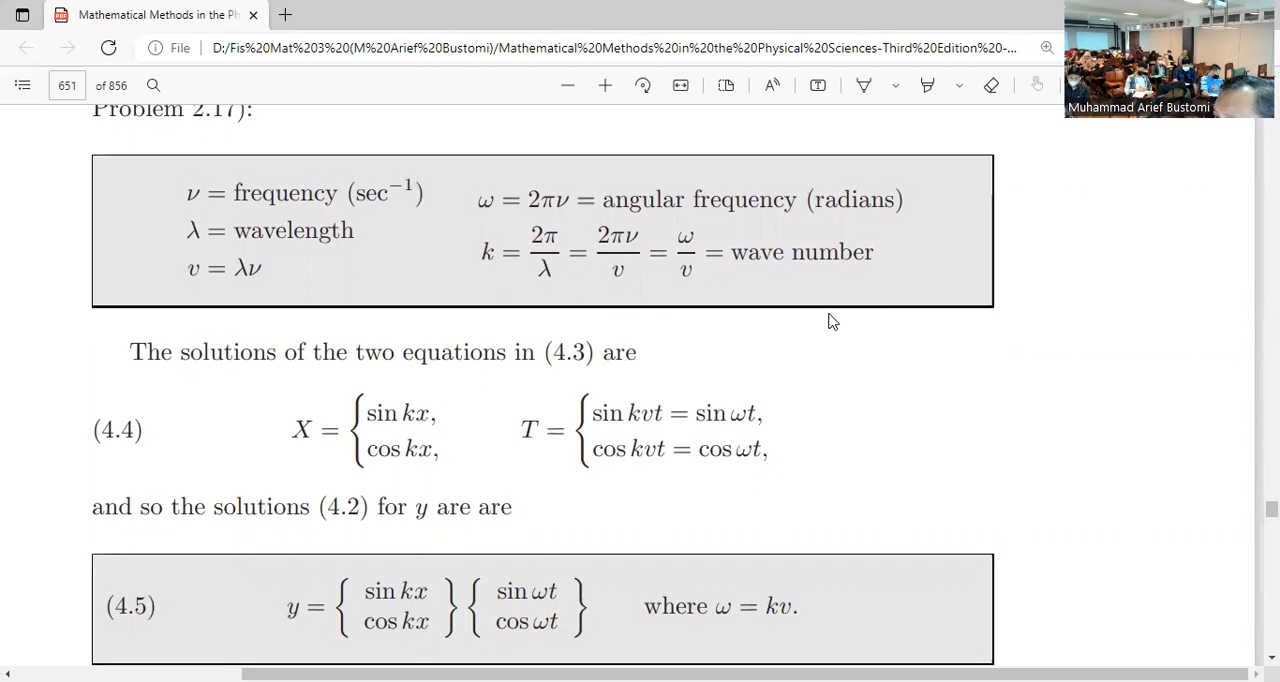 Mathematical Methods in the Ph
File D:/Fis%20Mat%203%20(M%20Arief%20Bustomi)/Mathematical%20Methods%20in%20the%20Physical%20Sciences-Third%20Edition%20-...
651 of 856
Muhammad Arief Bustomi
Problem 2.17):
ν = frequency (sec⁻¹)
λ = wavelength
v = λν
ω = 2πν = angular frequency (radians)
k = 2π/λ = 2πν/v = ω/v = wave number
The solutions of the two equations in (4.3) are
(4.4) X = { sin kx, T = { sin kvt = sin ωt,
cos kx, cos kvt = cos ωt,
and so the solutions (4.2) for y are are
(4.5) y = { sin kx } { sin ωt } where ω = kv.
cos kx cos ωt